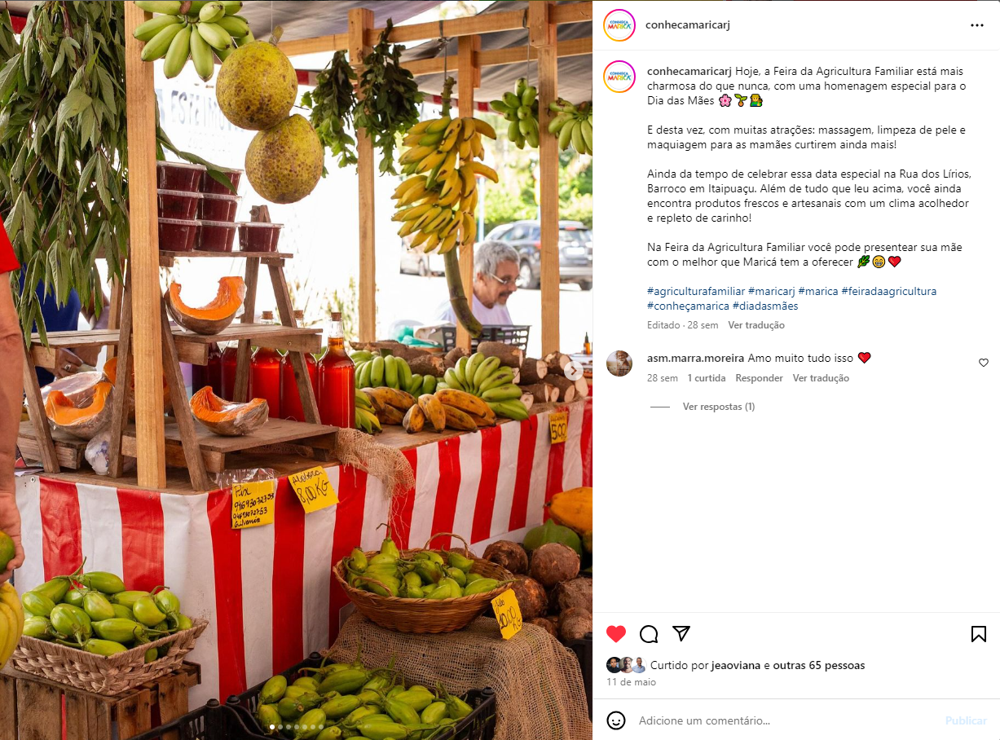 conhecamaricarj
conhecamaricarj Hoje, a Feira da Agricultura Familiar está mais
charmosa do que nunca, com uma homenagem especial para o
Dia das Mães 🌸🌱👩‍🌾
E desta vez, com muitas atrações: massagem, limpeza de pele e
maquiagem para as mamães curtirem ainda mais!
Ainda da tempo de celebrar essa data especial na Rua dos Lírios,
Barroco em Itaipuaçu. Além de tudo que leu acima, você ainda
encontra produtos frescos e artesanais com um clima acolhedor
e repleto de carinho!
Na Feira da Agricultura Familiar você pode presentear sua mãe
com o melhor que Maricá tem a oferecer 🌿😁❤️
#agriculturafamiliar #maricarj #marica #feiradaagricultura
#conheçamarica #diadasmães
Editado · 28 sem Ver tradução
asm.marra.moreira Amo muito tudo isso ❤️
28 sem 1 curtida Responder Ver tradução
Ver respostas (1)
Curtido por jeaoviana e outras 65 pessoas
11 de maio
Adicione um comentário...
Publicar
CONHEÇA
MARICÁ
Pix
Abóbora
8,00 KG
5,00
10,00